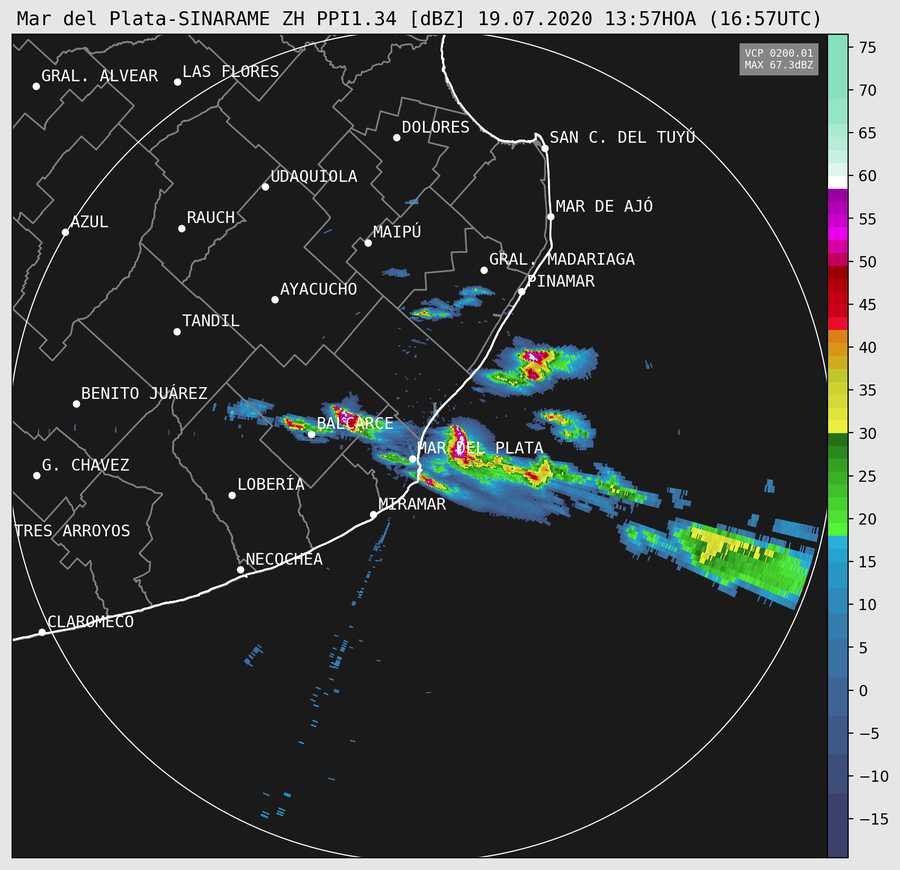 Mar del Plata-SINARAME ZH PPI1.34 [dBZ] 19.07.2020 13:57HOA (16:57UTC)
VCP 0200.01
MAX 67.3dBZ
GRAL. ALVEAR
LAS FLORES
DOLORES
SAN C. DEL TUYÚ
UDAQUIOLA
MAR DE AJÓ
AZUL
RAUCH
MAIPÚ
GRAL. MADARIAGA
PINAMAR
AYACUCHO
TANDIL
BENITO JUÁREZ
BALCARCE
MAR DEL PLATA
G. CHAVEZ
LOBERÍA
MIRAMAR
TRES ARROYOS
NECOCHEA
CLAROMECO
75
70
65
60
55
50
45
40
35
30
25
20
15
10
5
0
−5
−10
−15